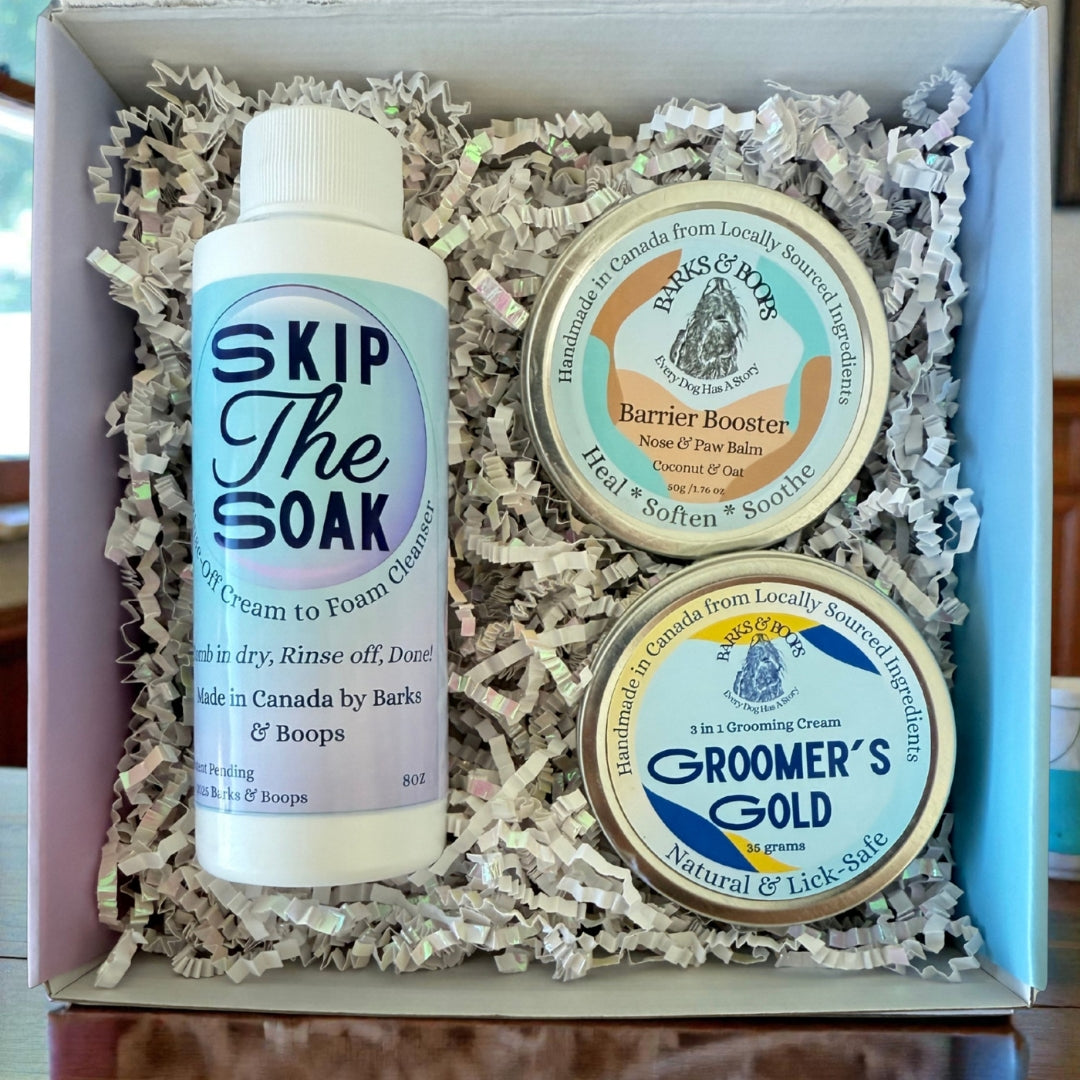 SKIP
The
SOAK
-Off Cream to Foam Cleanser
in dry, Rinse off, Done!
Made in Canada by Barks
& Boops
Pending
2025 Barks & Boops
8oz
Handmade in Canada from Locally Sourced Ingredients
BARKS & BOOPS
Every Dog Has A Story
Barrier Booster
Nose & Paw Balm
Coconut & Oat
50g /1.76 oz
Heal * Soften * Soothe
Handmade in Canada from Locally Sourced Ingredients
BARKS & BOOPS
Every Dog Has A Story
3 in 1 Grooming Cream
GROOMER'S
GOLD
35 grams
Natural & Lick-Safe